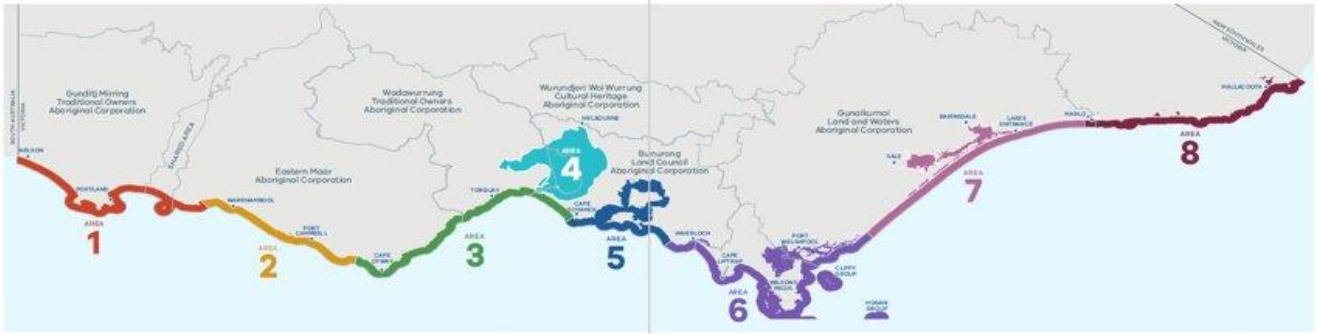 SOUTH AUSTRALIA
VICTORIA
NELSON
Gunditj Mirring
Traditional Owners
Aboriginal Corporation
PORTLAND
AREA
1
SHARED AREA
WARRNAMBOOL
Eastern Maar
Aboriginal Corporation
PORT
CAMPBELL
AREA
2
CAPE
OTWAY
Wadawurrung
Traditional Owners
Aboriginal Corporation
TORQUAY
AREA
3
Wurundjeri Woi Wurrung
Cultural Heritage
Aboriginal Corporation
MELBOURNE
AREA
4
Bunurong
Land Council
Aboriginal Corporation
CAPE
SCHANCK
AREA
5
INVERLOCH
CAPE
LIPTRAP
AREA
6
PORT
WELSHPOOL
WILSONS
PROM
CLIFFY
GROUP
HOGAN
GROUP
Gunaikurnai
Land and Waters
Aboriginal Corporation
SALE
BAIRNSDALE
LAKES
ENTRANCE
AREA
7
MARLO
AREA
8
MALLACOOTA
NEW SOUTH WALES
VICTORIA